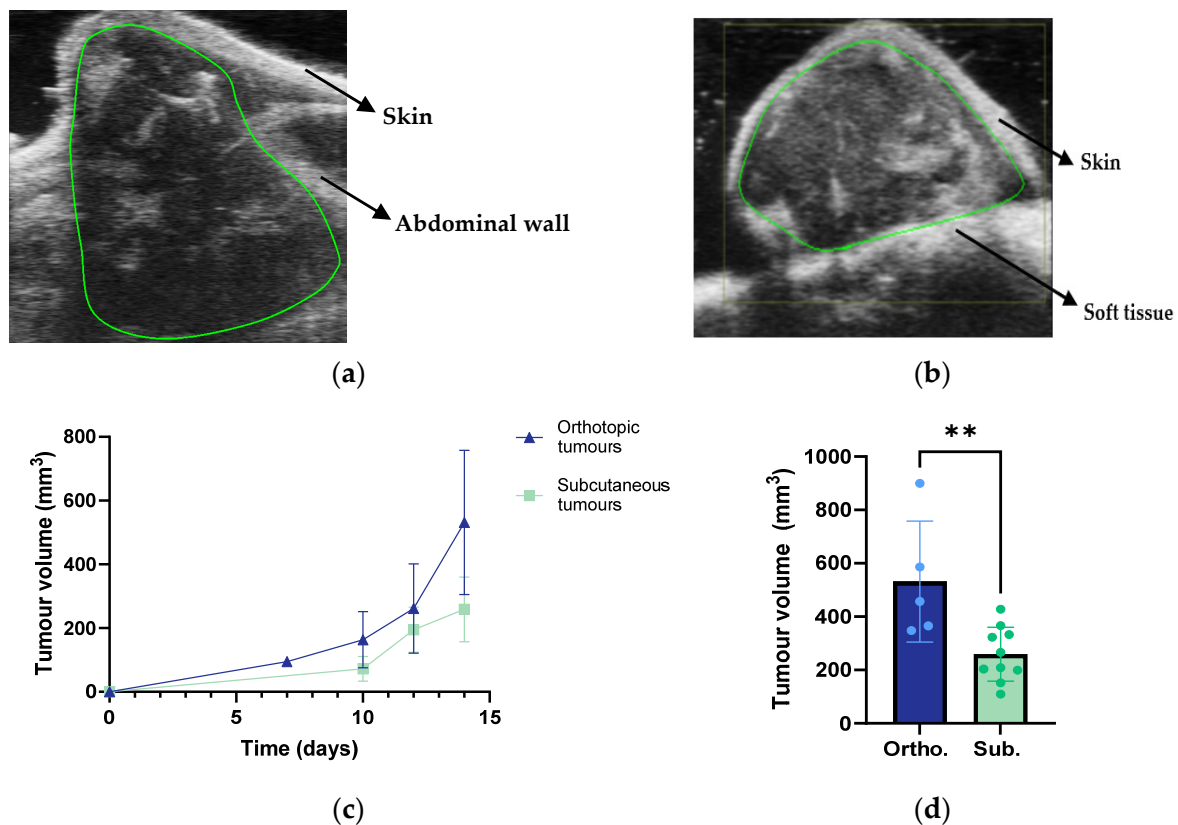 Skin
Abdominal wall
(a)
Skin
Soft tissue
(b)
Tumour volume (mm³)
800
600
400
200
0
0
5
10
15
Time (days)
Orthotopic
tumours
Subcutaneous
tumours
(c)
**
Tumour volume (mm³)
1000
800
600
400
200
0
Ortho.
Sub.
(d)